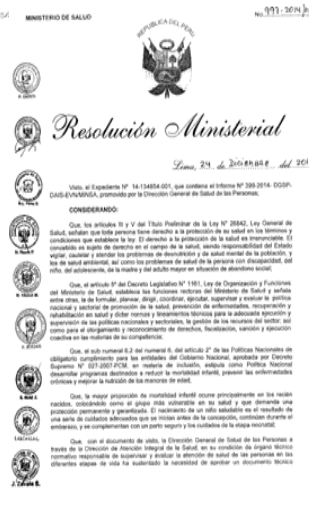 MINISTERIO DE SALUD
No. 997-2014/
REPUBLICA DEL PERU
Resolución Ministerial
Lima, 24 de DICIEMBRE del 201
Visto, el Expediente N° 14-134654-001, que contiene el Informe N° 399-2014- DGSP-
DAIS-EVN/MINSA, promovido por la Dirección General de Salud de las Personas;
CONSIDERANDO:
Que, los artículos II y V del Título Preliminar de la Ley N° 26842, Ley General de
Salud, señalan que toda persona tiene derecho a la protección de su salud en los términos y
condiciones que establece la ley. El derecho a la protección de la salud es irrenunciable. El
concebido es sujeto de derecho en el campo de la salud, siendo responsabilidad del Estado
vigilar, cautelar y atender los problemas de desnutrición y de salud mental de la población, y
los de salud ambiental, así como los problemas de salud de la persona con discapacidad, del
niño, del adolescente, de la madre y del adulto mayor en situación de abandono social;
Que, el artículo 5° del Decreto Legislativo N° 1161, Ley de Organización y Funciones
del Ministerio de Salud, establece las funciones rectoras del Ministerio de Salud y señala
entre otras, la de formular, planear, dirigir, coordinar, ejecutar, supervisar y evaluar la política
nacional y sectorial de promoción de la salud, prevención de enfermedades, recuperación y
rehabilitación en salud y dictar normas y lineamientos técnicos para la adecuada ejecución y
supervisión de las políticas nacionales y sectoriales, la gestión de los recursos del sector; así
como para el otorgamiento y reconocimiento de derechos, fiscalización, sanción y ejecución
coactiva en las materias de su competencia;
Que, el sub numeral 6.2 del numeral 6, del artículo 2° de las Políticas Nacionales de
obligatorio cumplimiento para las entidades del Gobierno Nacional, aprobada por Decreto
Supremo N° 027-2007-PCM, en materia de inclusión, estipula como Política Nacional
desarrollar programas destinados a reducir la mortalidad infantil, prevenir las enfermedades
crónicas y mejorar la nutrición de los menores de edad;
Que, la mayor proporción de mortalidad infantil ocurre principalmente en los recién
nacidos, colocándolo como el grupo más vulnerable en su salud y que demanda una
protección permanente y garantizada. El nacimiento de un niño saludable es el resultado de
una serie de cuidados adecuados que se inician antes de la concepción, continúan durante el
embarazo, y se complementan con un parto seguro y los cuidados de la etapa neonatal;
Que, con el documento de visto, la Dirección General de Salud de las Personas a
través de la Dirección de Atención Integral de la Salud, en su condición de órgano técnico
normativo responsable de supervisar y evaluar la atención de salud de las personas en las
diferentes etapas de vida ha sustentado la necesidad de aprobar un documento técnico
J. Zavala S.